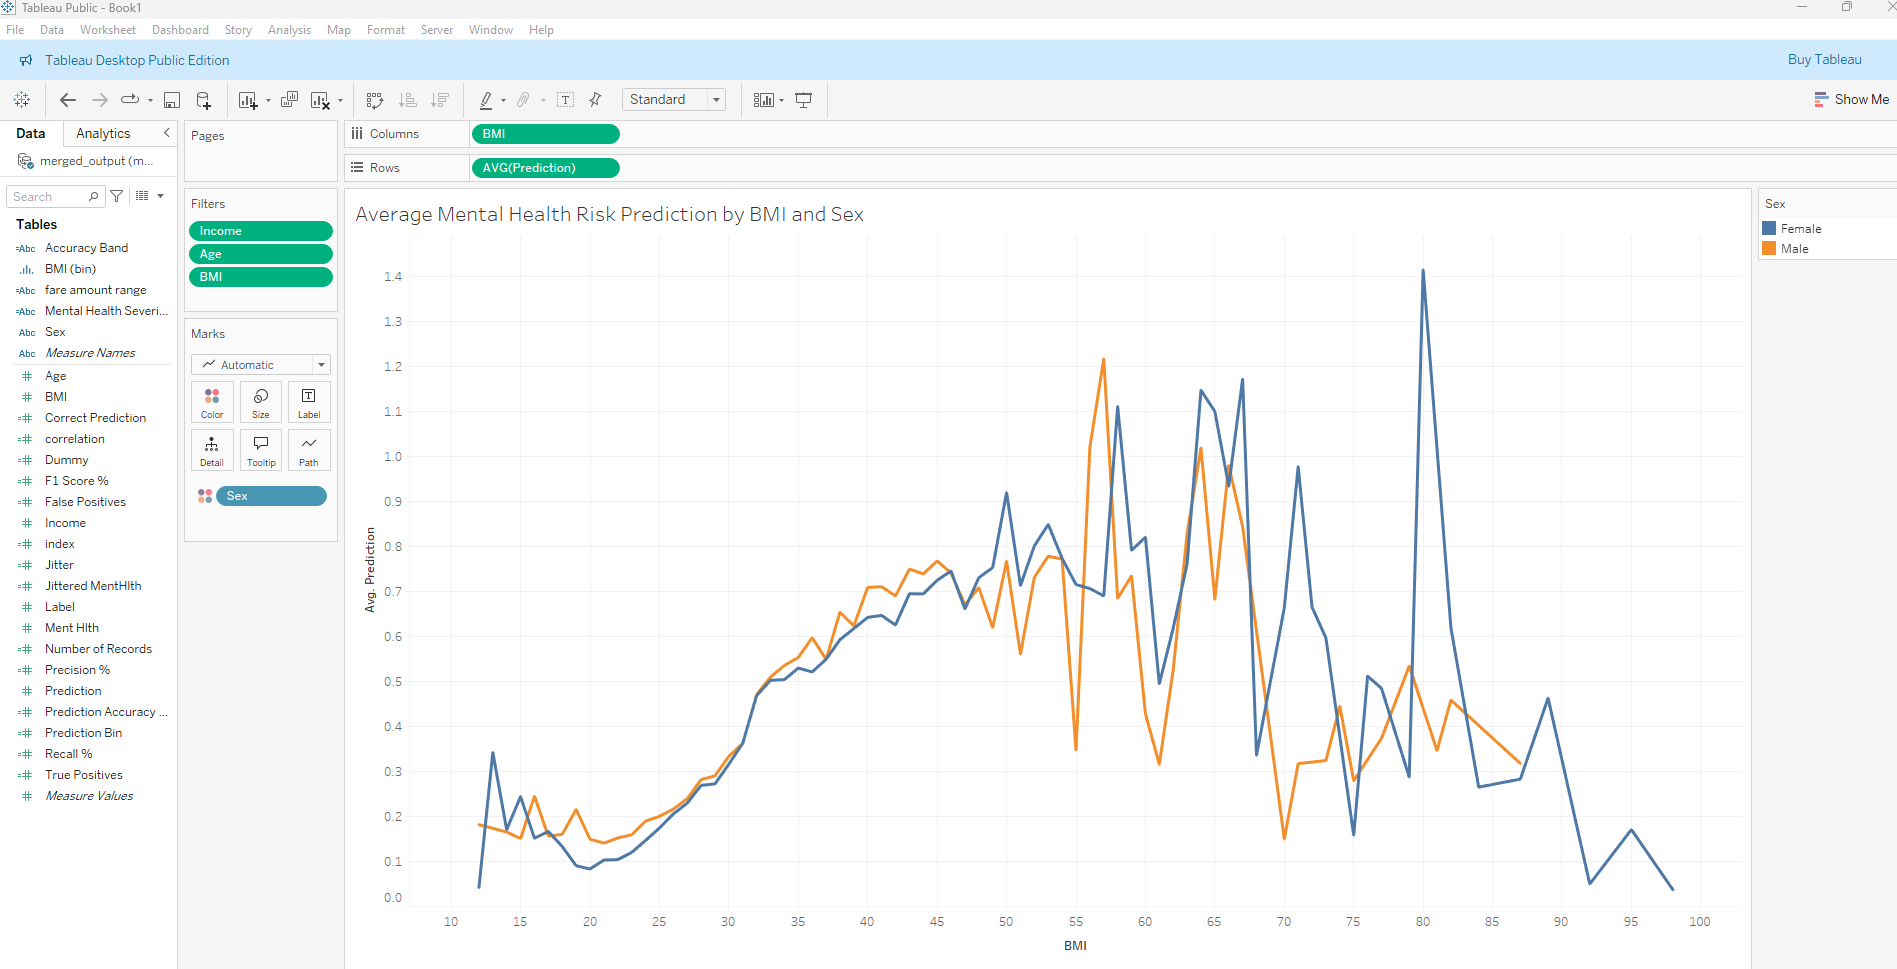 Tableau Public - Book1
File Data Worksheet Dashboard Story Analysis Map Format Server Window Help
Tableau Desktop Public Edition
Buy Tableau
Standard
Show Me
Data
Analytics
merged_output (m...
Search
Tables
Abc Accuracy Band
BMI (bin)
Abc fare amount range
Abc Mental Health Severi...
Abc Sex
Abc Measure Names
Age
BMI
Correct Prediction
correlation
Dummy
F1 Score %
False Positives
Income
index
Jitter
Jittered MentHlth
Label
Ment Hlth
Number of Records
Precision %
Prediction
Prediction Accuracy ...
Prediction Bin
Recall %
True Positives
Measure Values
Pages
Filters
Income
Age
BMI
Marks
Automatic
Color
Size
Label
Detail
Tooltip
Path
Sex
Columns
BMI
Rows
AVG(Prediction)
Average Mental Health Risk Prediction by BMI and Sex
Avg. Prediction
1.4
1.3
1.2
1.1
1.0
0.9
0.8
0.7
0.6
0.5
0.4
0.3
0.2
0.1
0.0
10 15 20 25 30 35 40 45 50 55 60 65 70 75 80 85 90 95 100
BMI
Sex
Female
Male